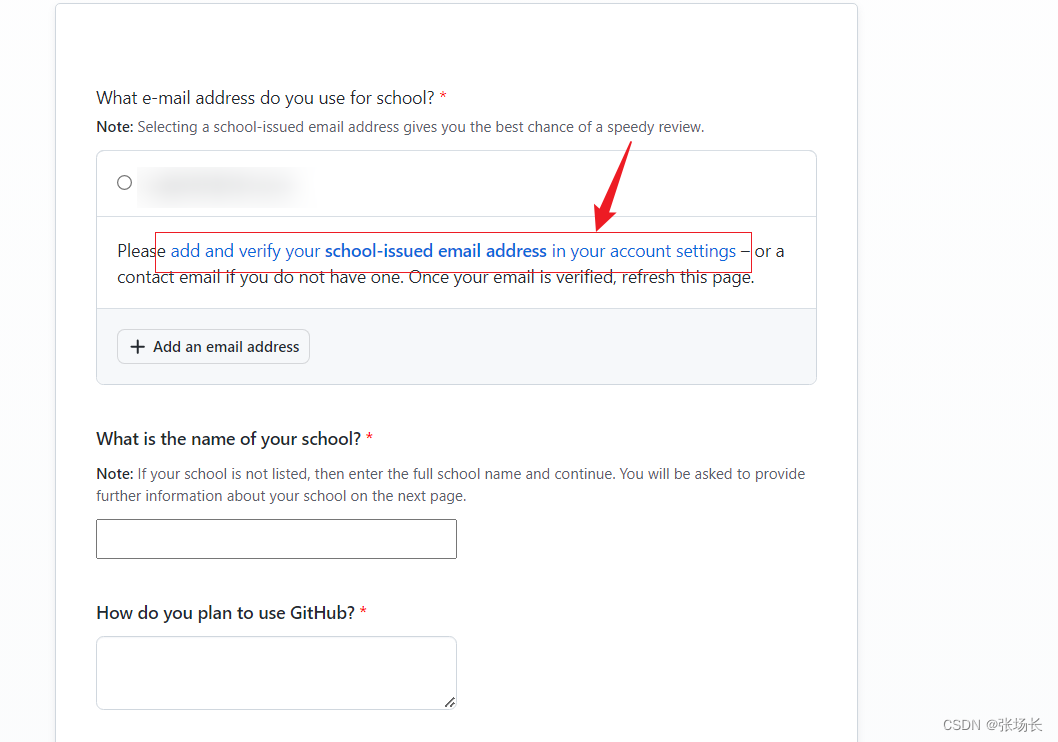 What e-mail address do you use for school? *
Note: Selecting a school-issued email address gives you the best chance of a speedy review.
Please add and verify your school-issued email address in your account settings – or a
contact email if you do not have one. Once your email is verified, refresh this page.
Add an email address
What is the name of your school? *
Note: If your school is not listed, then enter the full school name and continue. You will be asked to provide
further information about your school on the next page.
How do you plan to use GitHub? *
CSDN @张场长